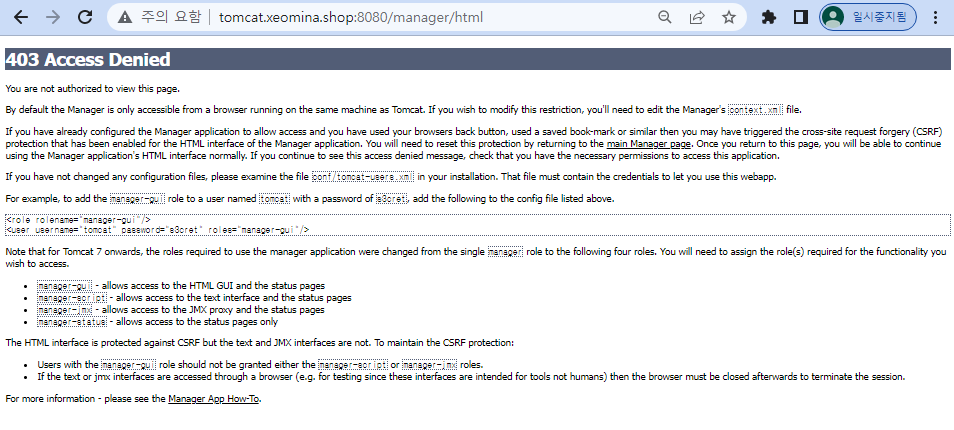 주의 요함 | tomcat.xeomina.shop:8080/manager/html 일시중지됨
403 Access Denied
You are not authorized to view this page.
By default the Manager is only accessible from a browser running on the same machine as Tomcat. If you wish to modify this restriction, you'll need to edit the Manager's context.xml file.
If you have already configured the Manager application to allow access and you have used your browsers back button, used a saved book-mark or similar then you may have triggered the cross-site request forgery (CSRF)
protection that has been enabled for the HTML interface of the Manager application. You will need to reset this protection by returning to the main Manager page. Once you return to this page, you will be able to continue
using the Manager application's HTML interface normally. If you continue to see this access denied message, check that you have the necessary permissions to access this application.
If you have not changed any configuration files, please examine the file conf/tomcat-users.xml in your installation. That file must contain the credentials to let you use this webapp.
For example, to add the manager-gui role to a user named tomcat with a password of s3cret, add the following to the config file listed above.
<role rolename="manager-gui"/>
<user username="tomcat" password="s3cret" roles="manager-gui"/>
Note that for Tomcat 7 onwards, the roles required to use the manager application were changed from the single manager role to the following four roles. You will need to assign the role(s) required for the functionality you
wish to access.
• manager-gui - allows access to the HTML GUI and the status pages
• manager-script - allows access to the text interface and the status pages
• manager-jmx - allows access to the JMX proxy and the status pages
• manager-status - allows access to the status pages only
The HTML interface is protected against CSRF but the text and JMX interfaces are not. To maintain the CSRF protection:
• Users with the manager-gui role should not be granted either the manager-script or manager-jmx roles.
• If the text or jmx interfaces are accessed through a browser (e.g. for testing since these interfaces are intended for tools not humans) then the browser must be closed afterwards to terminate the session.
For more information - please see the Manager App How-To.